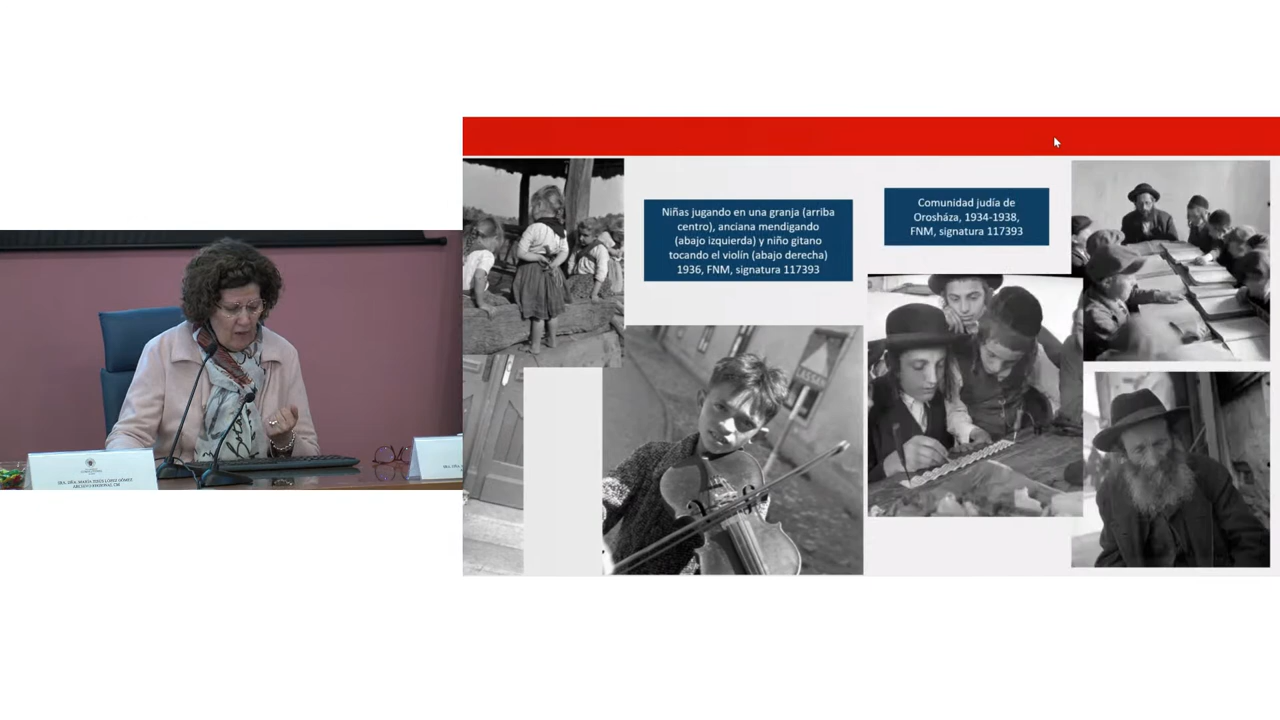 Niñas jugando en una granja (arriba
centro), anciana mendigando
(abajo izquierda) y niño gitano
tocando el violín (abajo derecha)
1936, FNM, signatura 117393
Comunidad judía de
Orosháza, 1934-1938,
FNM, signatura 117393